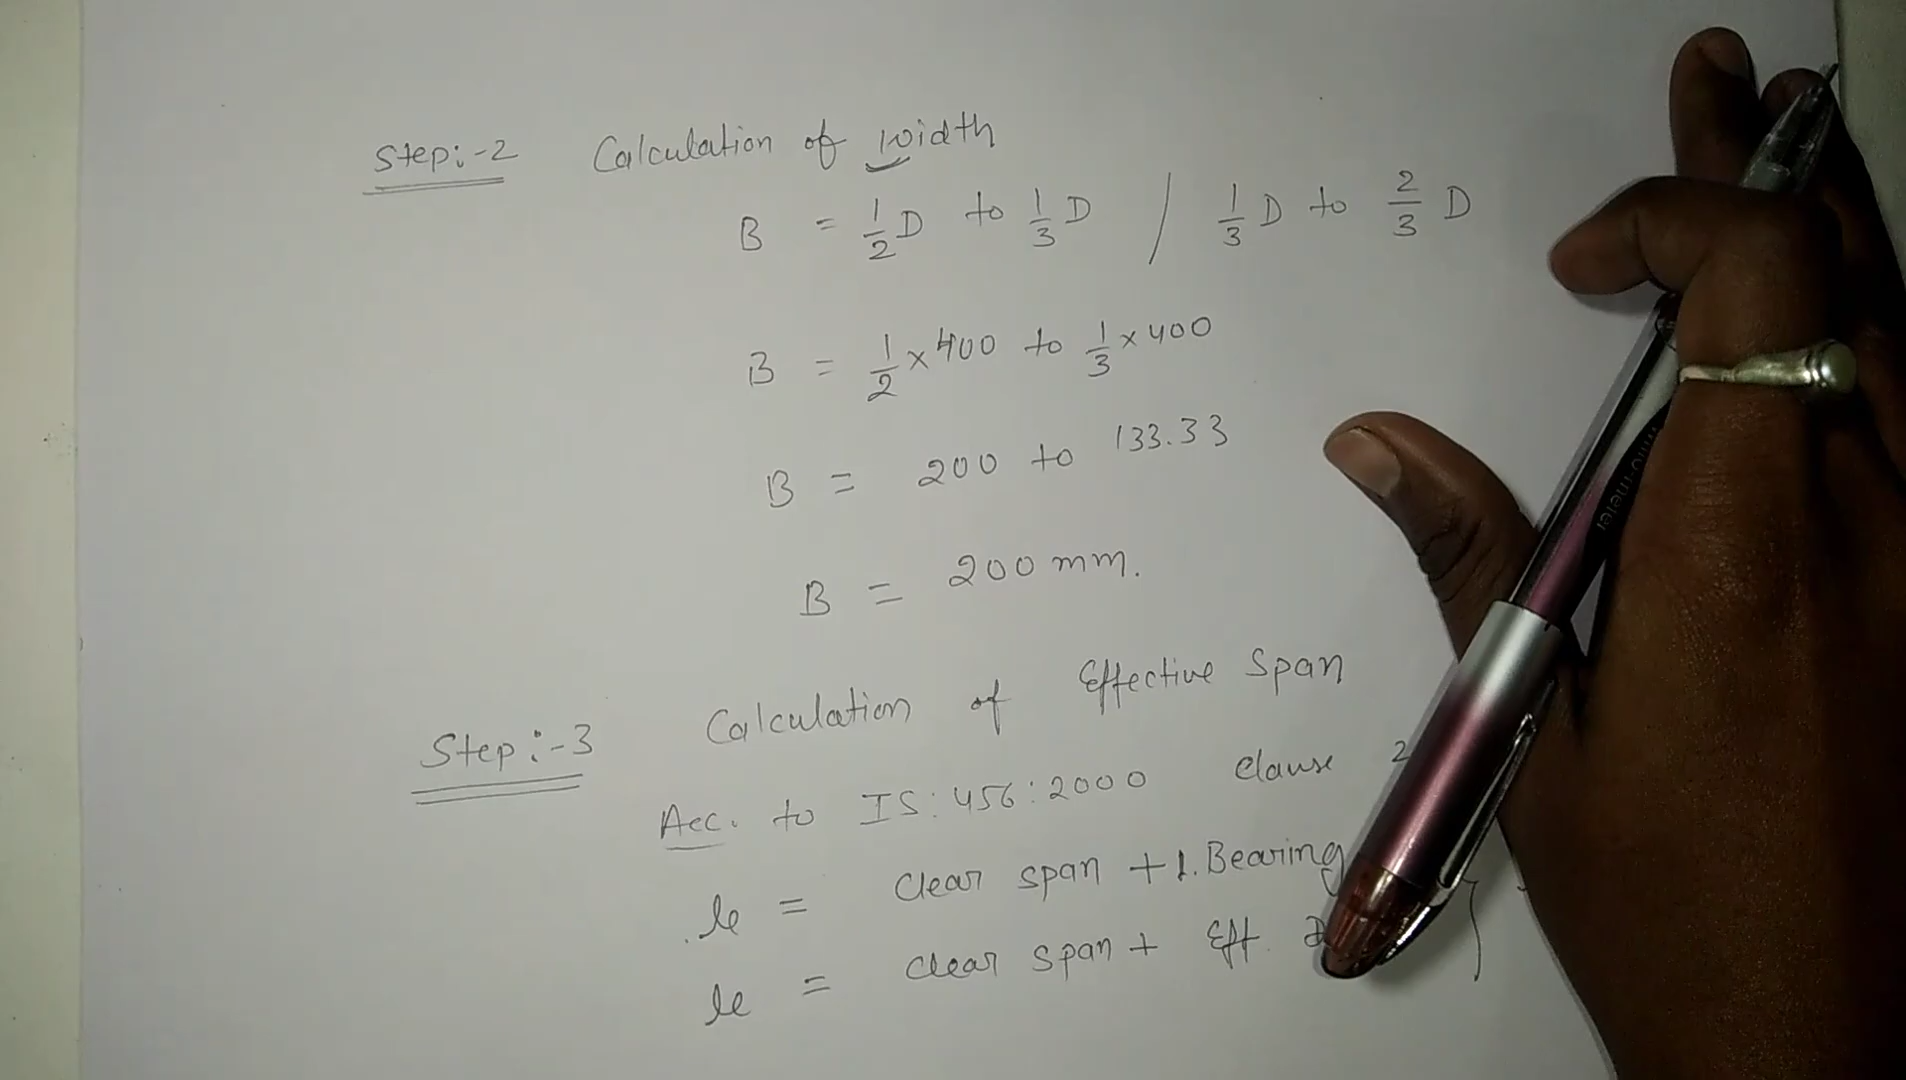 Step:-2 Calculation of width
B = 1/2 D to 1/3 D / 1/3 D to 2/3 D
B = 1/2 × 400 to 1/3 × 400
B = 200 to 133.33
B = 200 mm.
Step:-3 Calculation of Effective Span
Acc. to IS:456:2000 clause 2
le = Clear span + 1. Bearing
le = clear span + Eff.